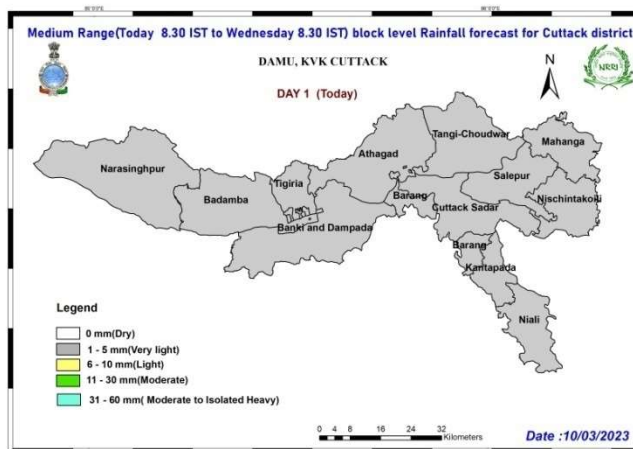 Medium Range(Today 8.30 IST to Wednesday 8.30 IST) block level Rainfall forecast for Cuttack district
DAMU, KVK CUTTACK
N
NRRI
DAY 1 (Today)
Tangi-Choudwar
Mahanga
Athagad
Narasinghpur
Salepur
Tigiria
Badamba
Barang
Nischintakoili
Cuttack Sadar
Banki and Dampada
Barang
Kantapada
Niali
Legend
0 mm(Dry)
1 - 5 mm(Very light)
6 - 10 mm(Light)
11 - 30 mm(Moderate)
31 - 60 mm( Moderate to Isolated Heavy)
0 4 8 16 24 32
Kilometers
Date :10/03/2023